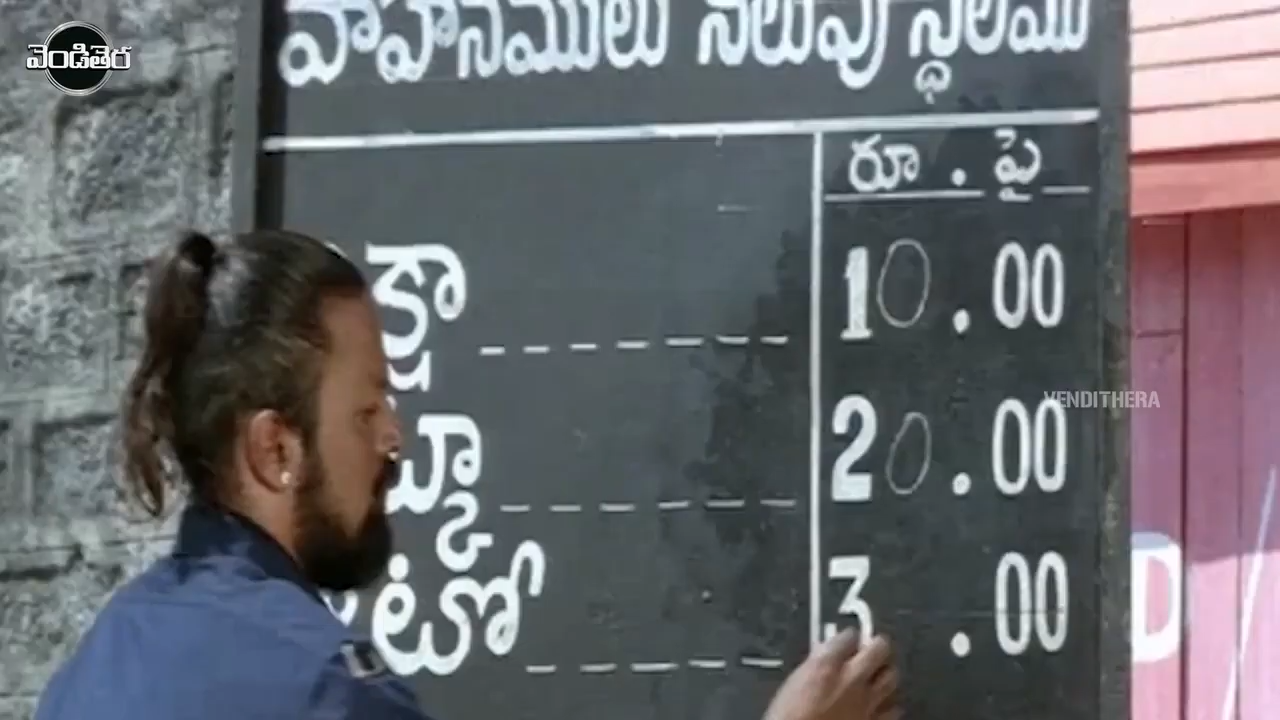 వెండితెర
వాహనములు నిలుపు స్థలము
రూ . పై
10.00
VENDITHERA
20.00
3 .00
D